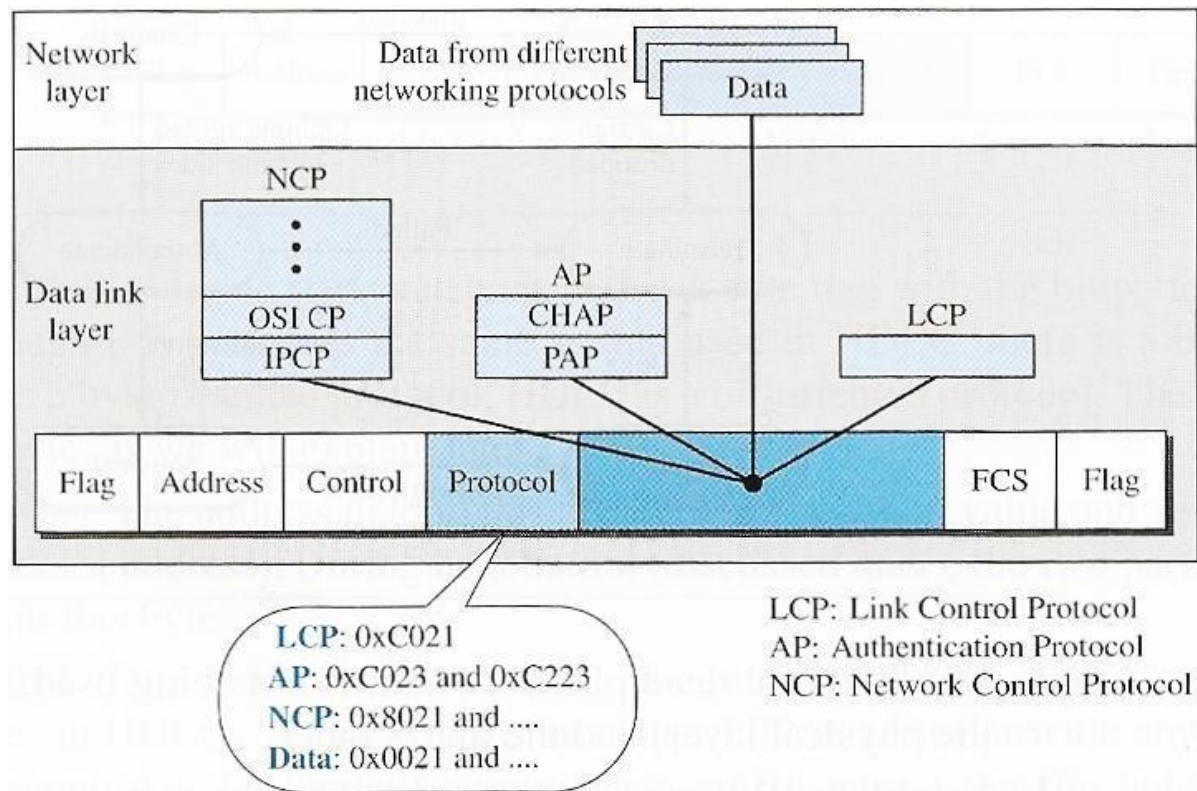 Network
layer
Data from different
networking protocols
Data
Data link
layer
NCP
OSI CP
IPCP
AP
CHAP
PAP
LCP
Flag
Address
Control
Protocol
FCS
Flag
LCP: 0xC021
AP: 0xC023 and 0xC223
NCP: 0x8021 and ....
Data: 0x0021 and ....
LCP: Link Control Protocol
AP: Authentication Protocol
NCP: Network Control Protocol